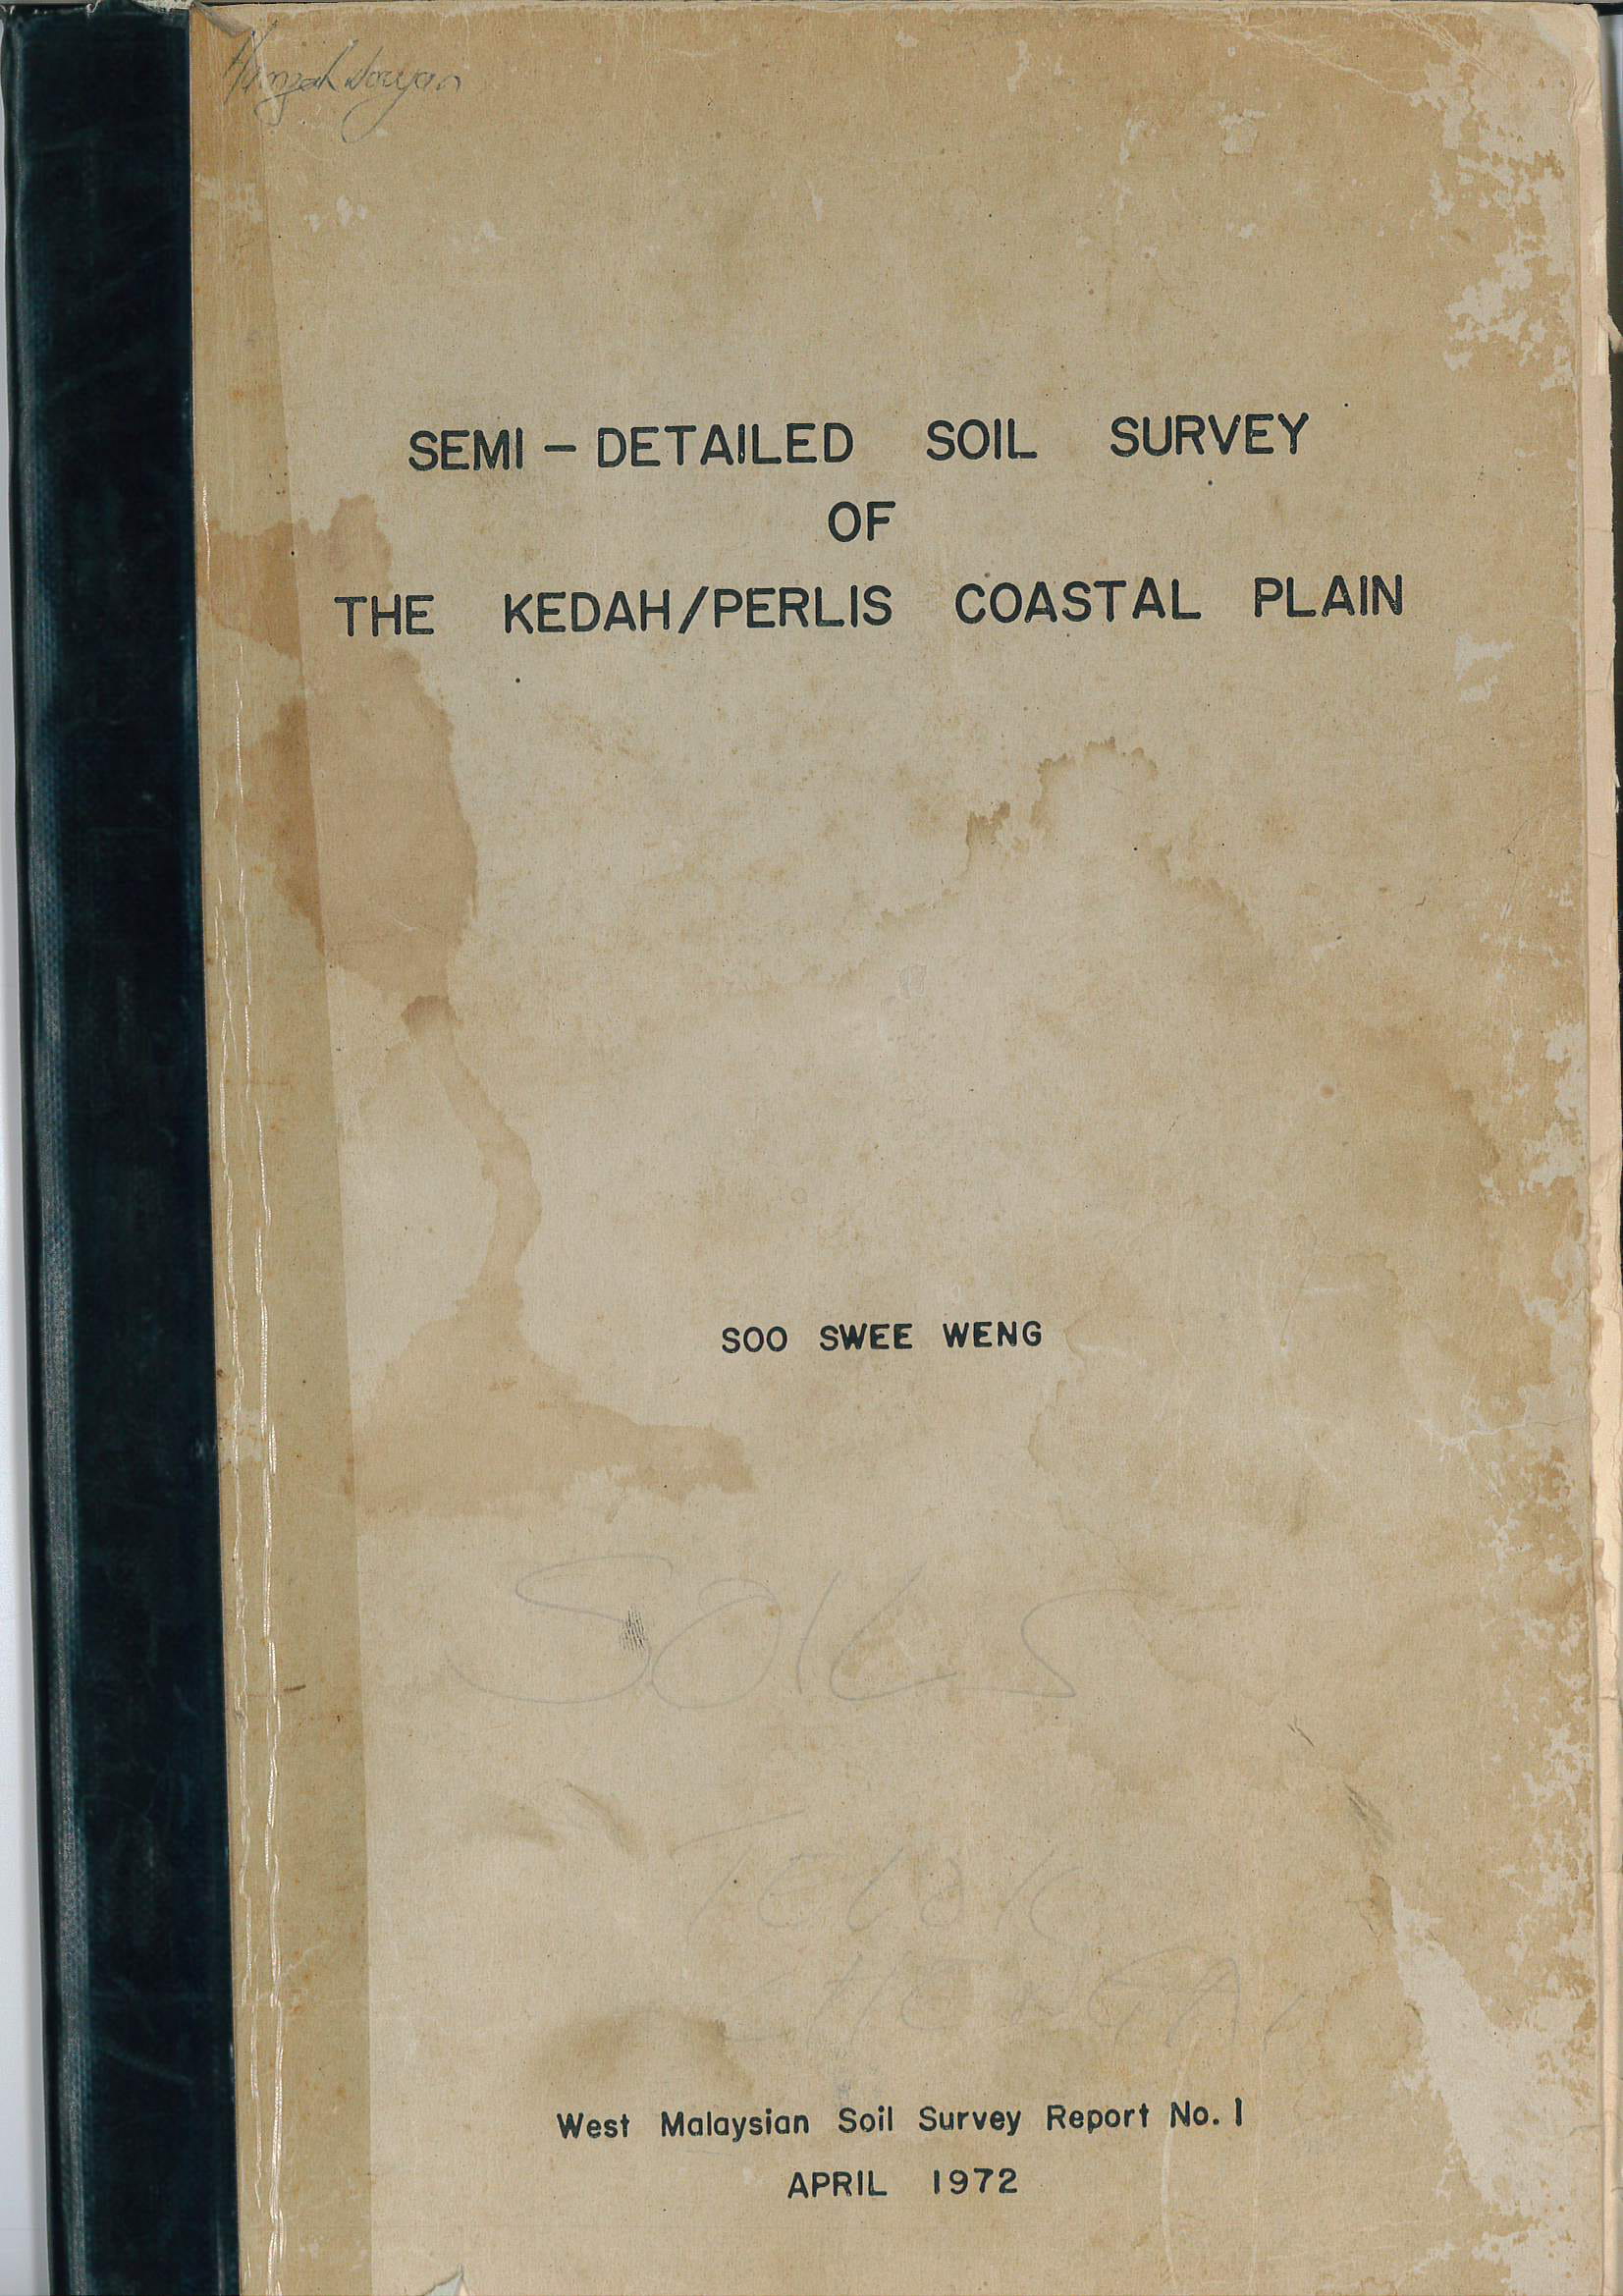 SEMI – DETAILED SOIL SURVEY
OF
THE KEDAH/PERLIS COASTAL PLAIN
SOO SWEE WENG
SOILS
TELOK
West Malaysian Soil Survey Report No. 1
APRIL 1972